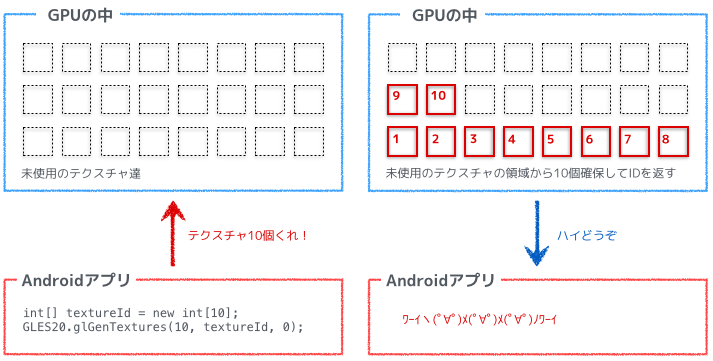 GPUの中
未使用のテクスチャ達
テクスチャ10個くれ！
Androidアプリ
int[] textureId = new int[10];
GLES20.glGenTextures(10, textureId, 0);
GPUの中
9 10
1 2 3 4 5 6 7 8
未使用のテクスチャの領域から10個確保してIDを返す
ハイどうぞ
Androidアプリ
ﾜｰｲヽ(ﾟ∀ﾟ)ﾒ(ﾟ∀ﾟ)ﾒ(ﾟ∀ﾟ)ﾉﾜｰｲ